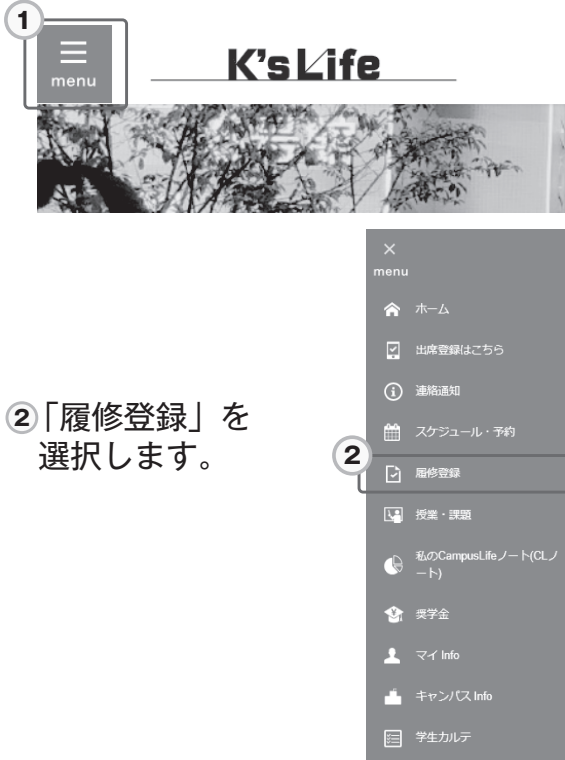 1
menu
K's Life
×
menu
ホーム
出席登録はこちら
連絡通知
スケジュール・予約
②「履修登録」を
選択します。
2
履修登録
授業・課題
私のCampusLifeノート(CLノ
ート)
奨学金
マイ Info
キャンパス Info
学生カルテ